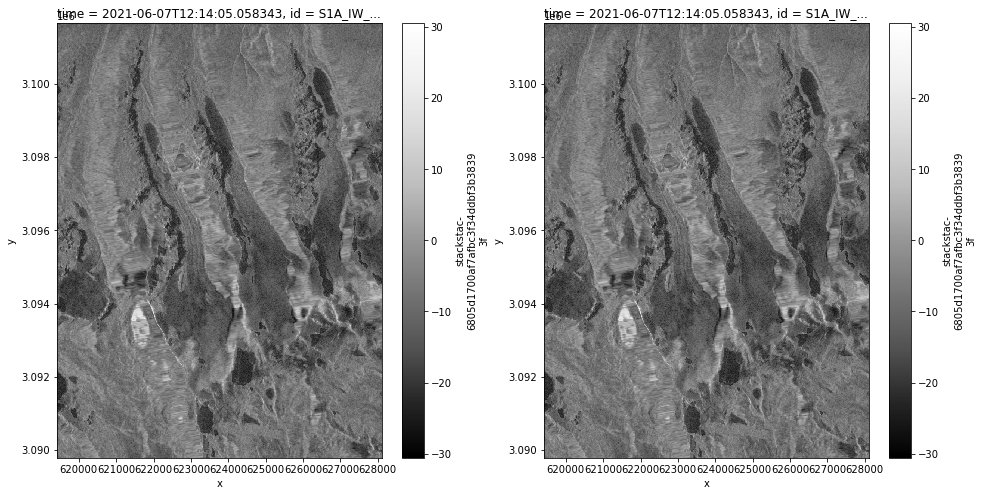 time = 2021-06-07T12:14:05.058343, id = S1A_IW_...
1e6
3.100
3.098
3.096
3.094
3.092
3.090
y
620000 621000 622000 623000 624000 625000 626000 627000 628000
x
30
20
10
0
−10
−20
−30
stackstac-
6805d1700af7afbc3f34ddbf3b3839
3f
time = 2021-06-07T12:14:05.058343, id = S1A_IW_...
1e6
3.100
3.098
3.096
3.094
3.092
3.090
y
620000 621000 622000 623000 624000 625000 626000 627000 628000
x
30
20
10
0
−10
−20
−30
stackstac-
6805d1700af7afbc3f34ddbf3b3839
3f